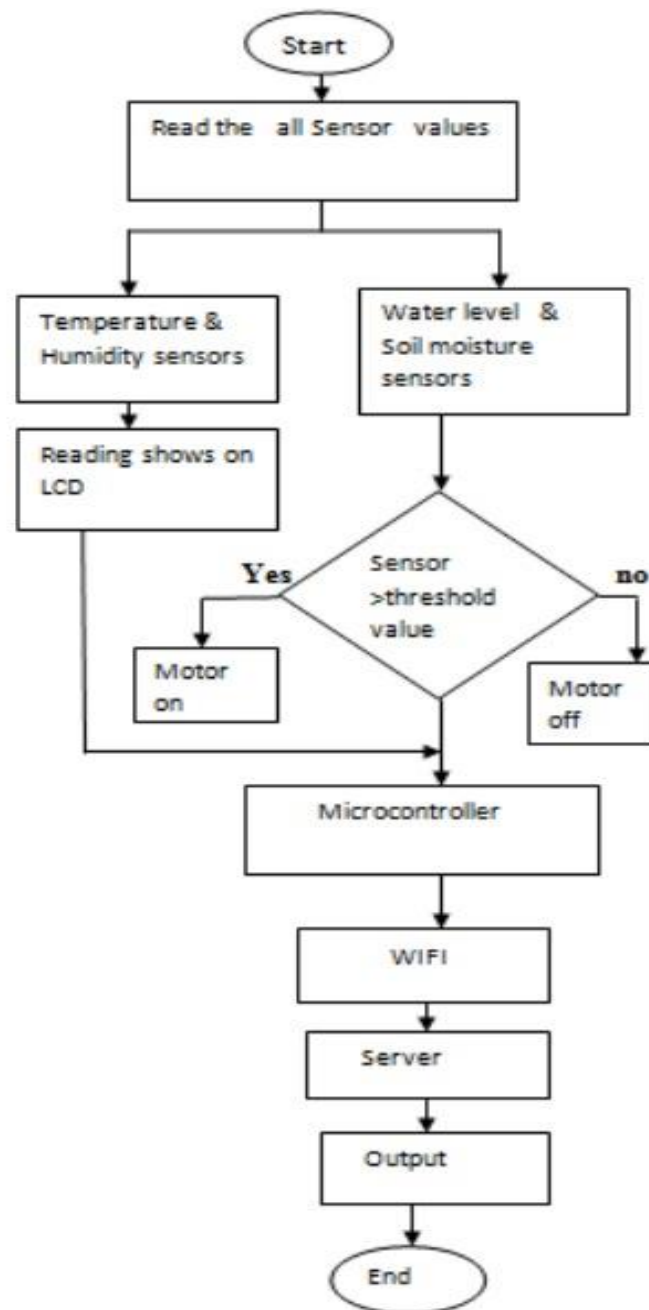 Start
Read the all Sensor values
Temperature &
Humidity sensors
Water level &
Soil moisture
sensors
Reading shows on
LCD
Yes
Sensor
>threshold
value
no
Motor
on
Motor
off
Microcontroller
WIFI
Server
Output
End